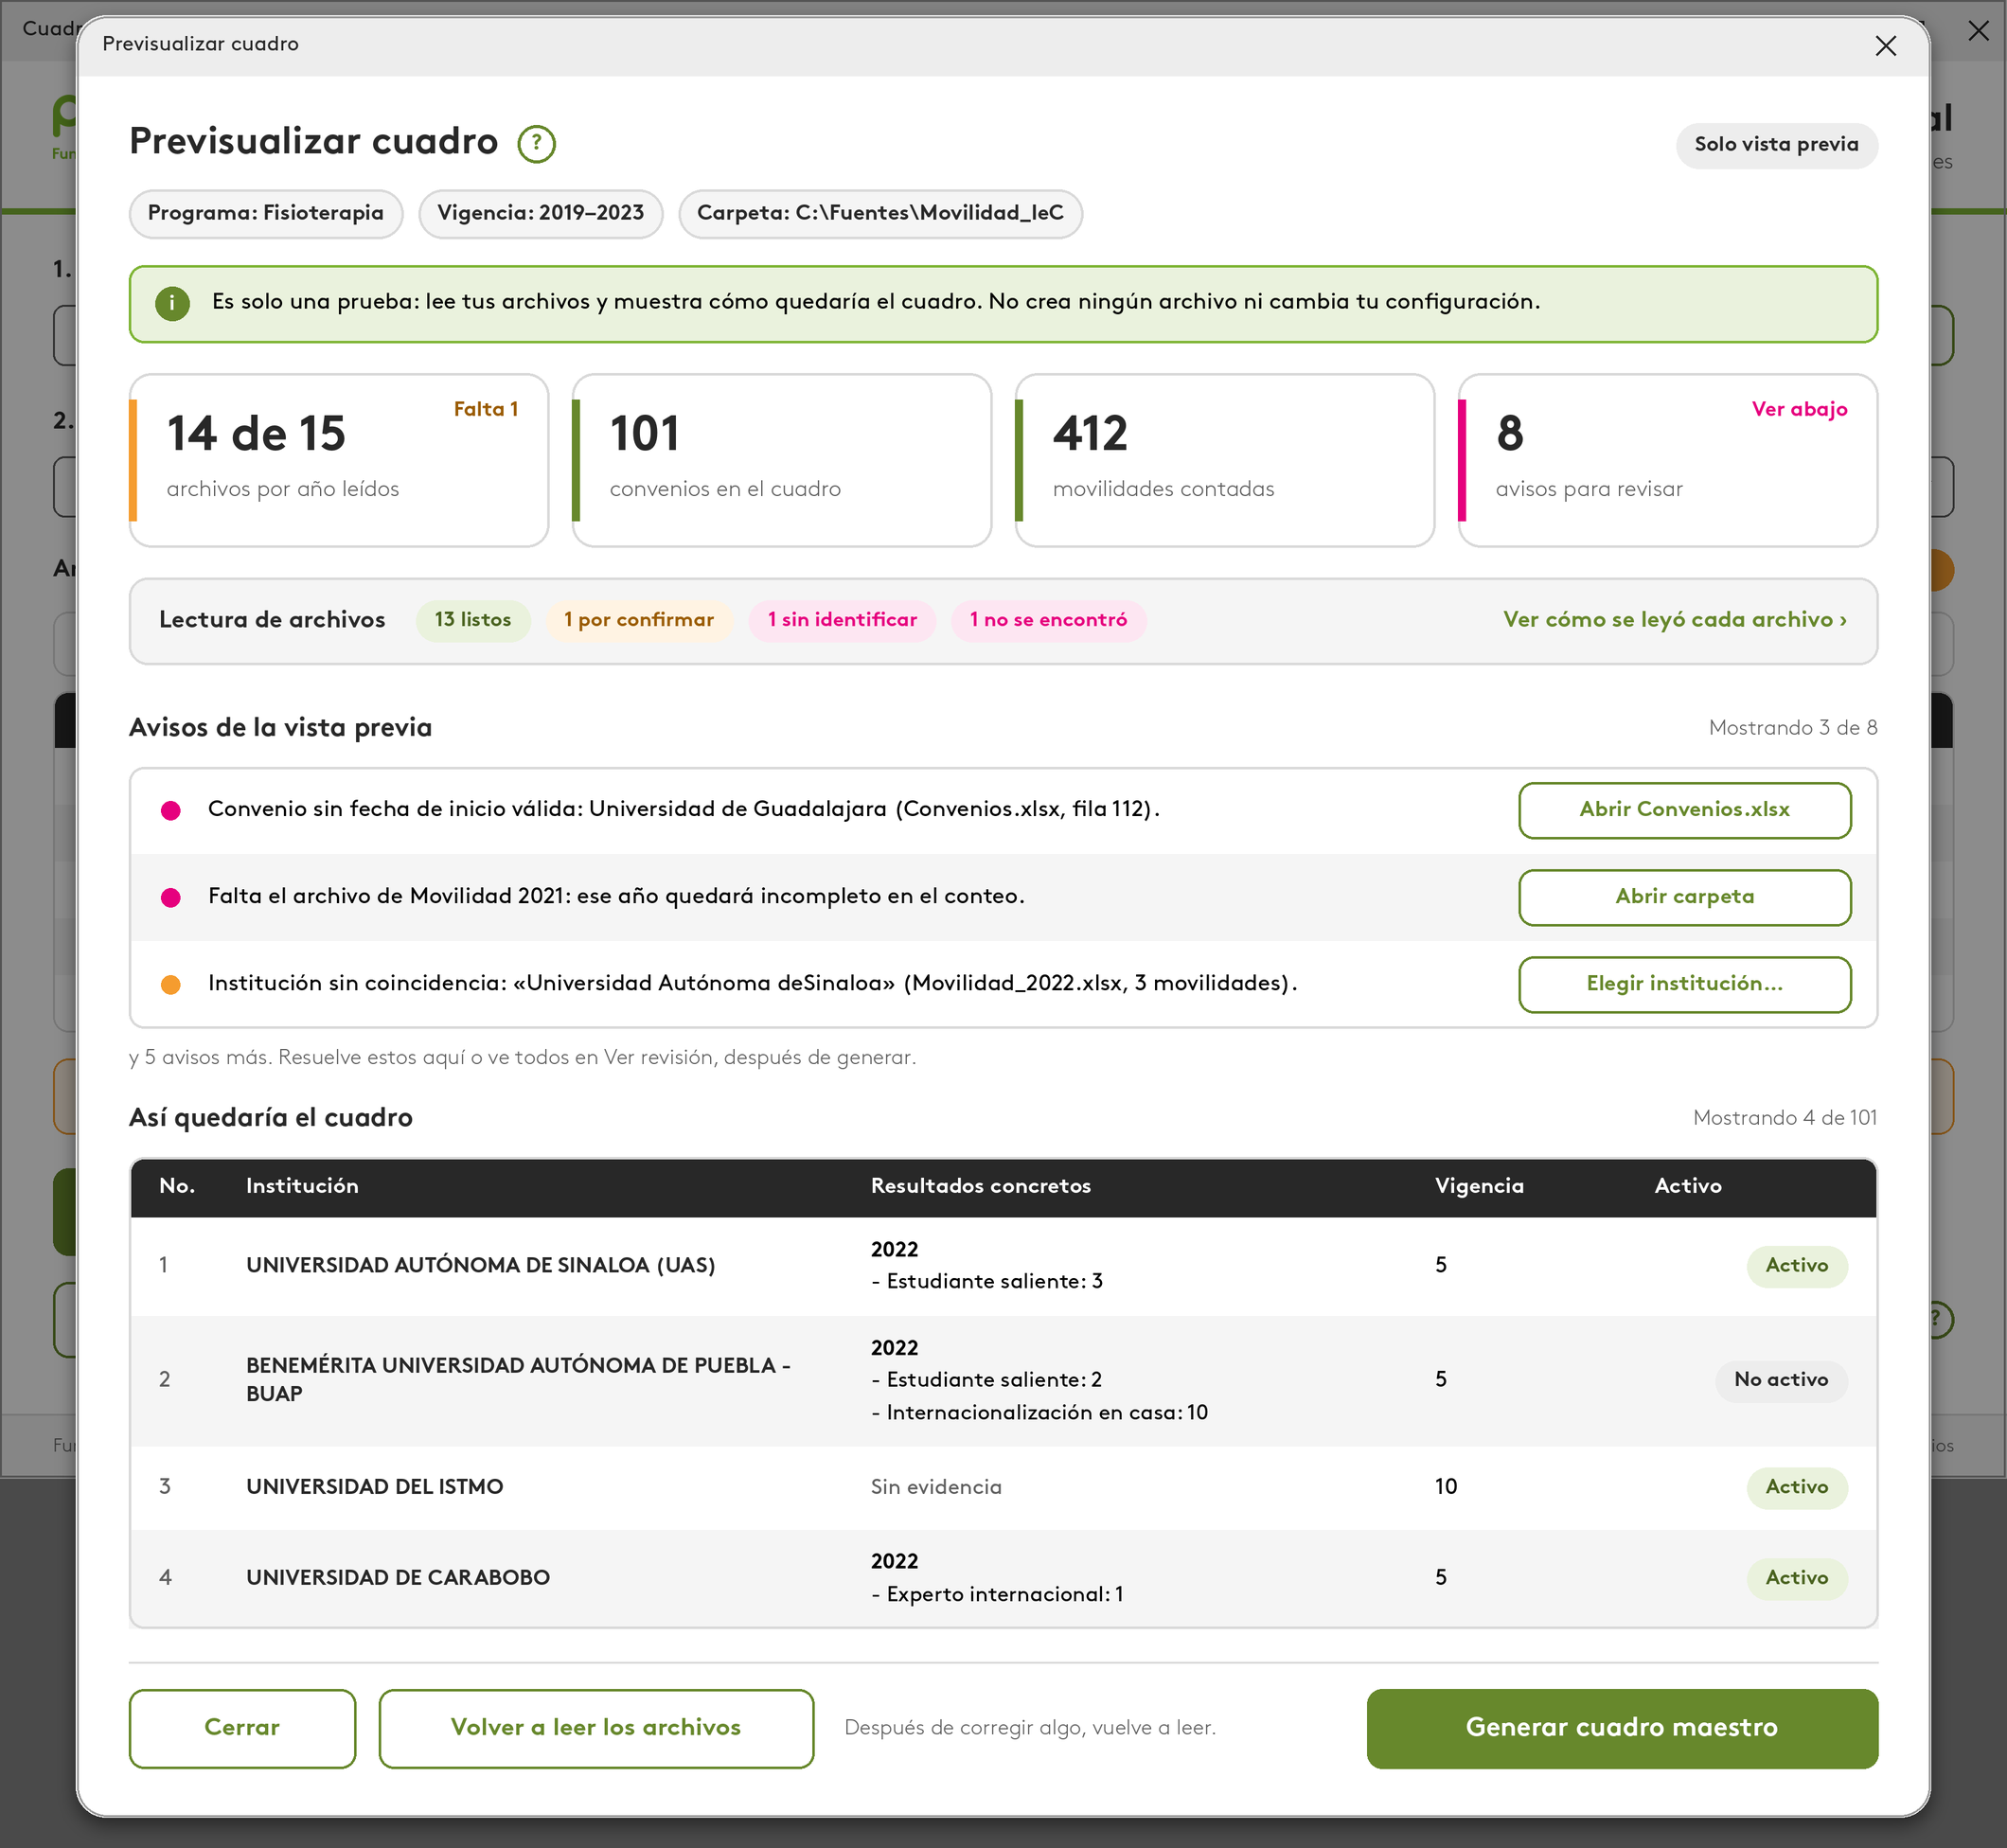 Previsualizar cuadro
Previsualizar cuadro ?
Solo vista previa
Programa: Fisioterapia
Vigencia: 2019–2023
Carpeta: C:\Fuentes\Movilidad_IeC
i Es solo una prueba: lee tus archivos y muestra cómo quedaría el cuadro. No crea ningún archivo ni cambia tu configuración.
14 de 15
Falta 1
archivos por año leídos
101
convenios en el cuadro
412
movilidades contadas
8
Ver abajo
avisos para revisar
Lectura de archivos
13 listos
1 por confirmar
1 sin identificar
1 no se encontró
Ver cómo se leyó cada archivo ›
Avisos de la vista previa
Mostrando 3 de 8
Convenio sin fecha de inicio válida: Universidad de Guadalajara (Convenios.xlsx, fila 112).
Abrir Convenios.xlsx
Falta el archivo de Movilidad 2021: ese año quedará incompleto en el conteo.
Abrir carpeta
Institución sin coincidencia: «Universidad Autónoma deSinaloa» (Movilidad_2022.xlsx, 3 movilidades).
Elegir institución...
y 5 avisos más. Resuelve estos aquí o ve todos en Ver revisión, después de generar.
Así quedaría el cuadro
Mostrando 4 de 101
No. Institución Resultados concretos Vigencia Activo
1 UNIVERSIDAD AUTÓNOMA DE SINALOA (UAS)
2022
- Estudiante saliente: 3
5
Activo
2 BENEMÉRITA UNIVERSIDAD AUTÓNOMA DE PUEBLA -
BUAP
2022
- Estudiante saliente: 2
- Internacionalización en casa: 10
5
No activo
3 UNIVERSIDAD DEL ISTMO
Sin evidencia
10
Activo
4 UNIVERSIDAD DE CARABOBO
2022
- Experto internacional: 1
5
Activo
Cerrar
Volver a leer los archivos
Después de corregir algo, vuelve a leer.
Generar cuadro maestro
1.
2.
?